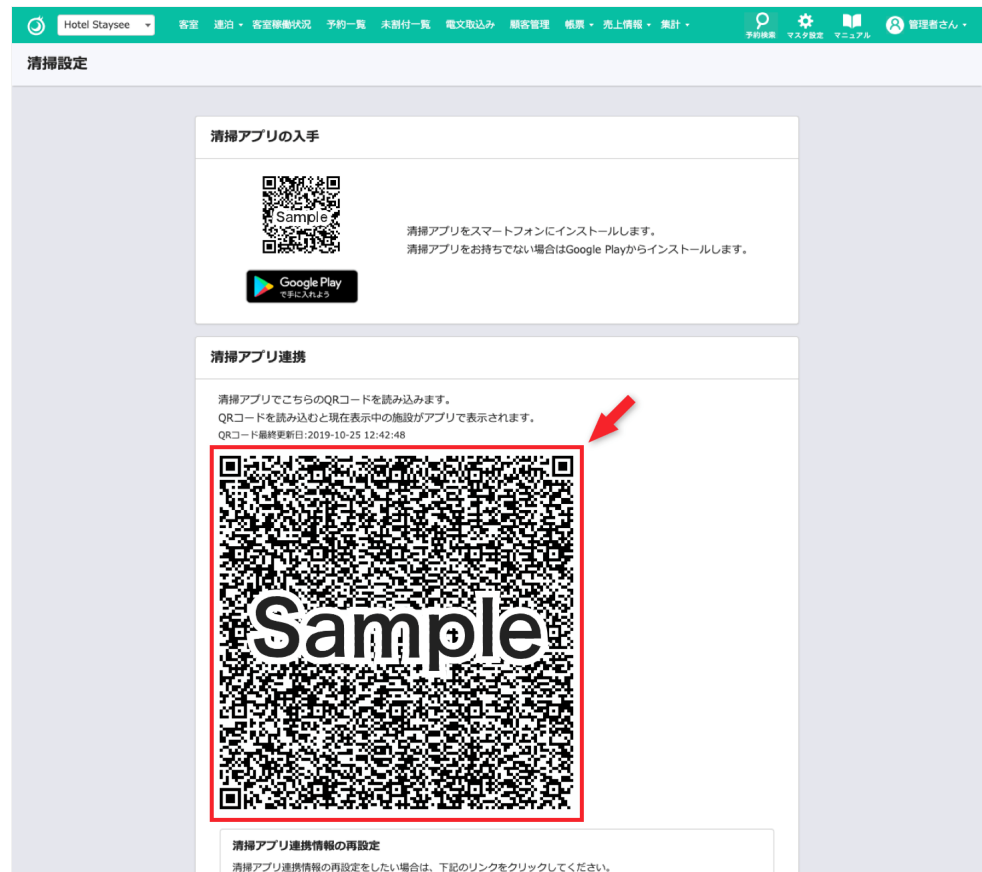 Hotel Staysee
客室 連泊 客室稼働状況 予約一覧 未割付一覧 電文取込み 顧客管理 帳票 売上情報 集計
予約検索 マスタ設定 マニュアル 管理者さん
清掃設定
清掃アプリの入手
Sample
清掃アプリをスマートフォンにインストールします。
清掃アプリをお持ちでない場合はGoogle Playからインストールします。
Google Play
で手に入れよう
清掃アプリ連携
清掃アプリでこちらのQRコードを読み込みます。
QRコードを読み込むと現在表示中の施設がアプリで表示されます。
QRコード最終更新日:2019-10-25 12:42:48
Sample
清掃アプリ連携情報の再設定
清掃アプリ連携情報の再設定をしたい場合は、下記のリンクをクリックしてください。